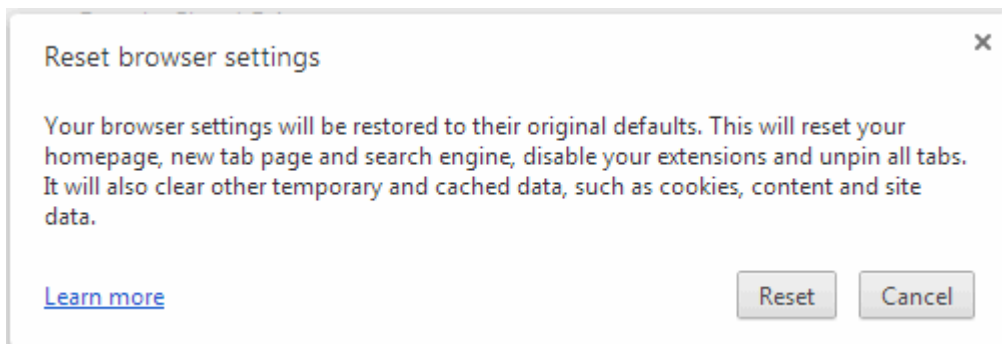 Reset browser settings
Your browser settings will be restored to their original defaults. This will reset your
homepage, new tab page and search engine, disable your extensions and unpin all tabs.
It will also clear other temporary and cached data, such as cookies, content and site
data.
Learn more
Reset
Cancel